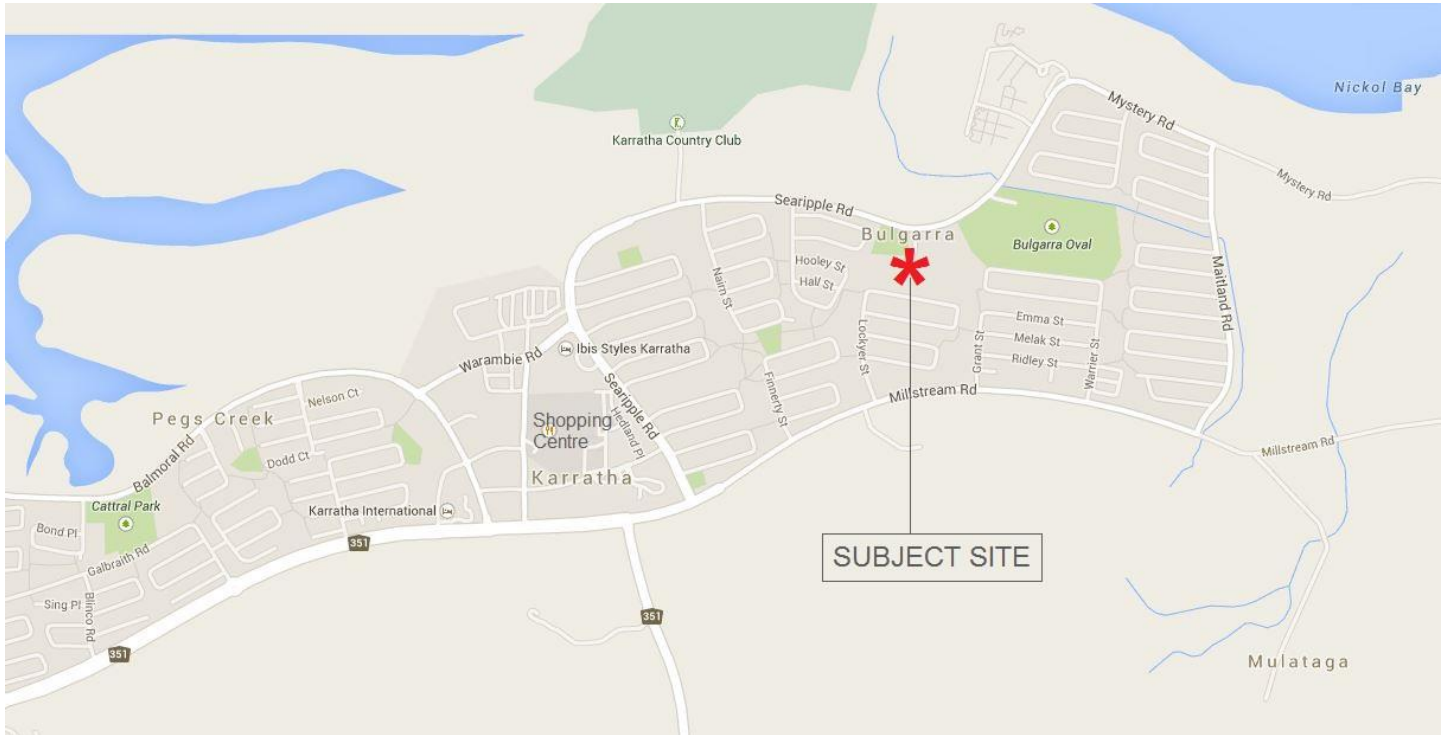 Nickol Bay
Mystery Rd
Karratha Country Club
Mystery Rd
Searipple Rd
Bulgarra
Bulgarra Oval
Hooley St
Hall St
Nairn St
Maitland Rd
Emma St
Melak St
Ridley St
Grant St
Warrier St
Lockyer St
Ibis Styles Karratha
Warambie Rd
Searipple Rd
Finnerty St
Millstream Rd
Nelson Ct
Pegs Creek
Shopping
Centre
Hedland Pl
Millstream Rd
Balmoral Rd
Dodd Ct
Karratha
Cattral Park
Karratha International
Bond Pl
351
Galbraith Rd
SUBJECT SITE
Sing Pl
Blinco Rd
351
351
Mulataga